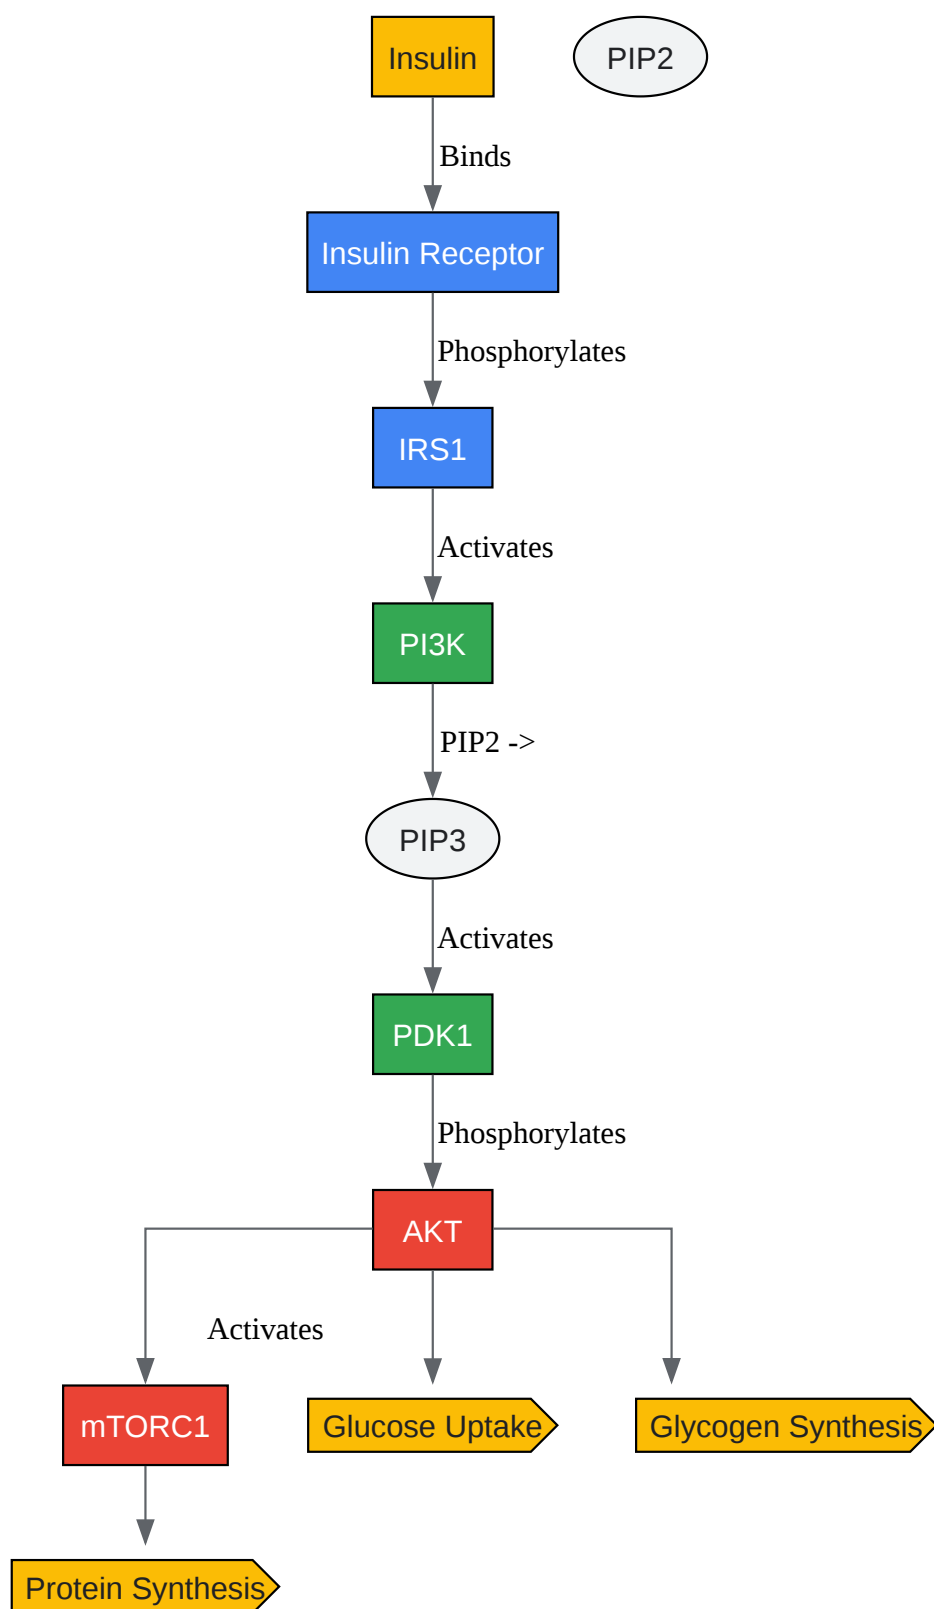 Insulin
PIP2
Binds
Insulin Receptor
Phosphorylates
IRS1
Activates
PI3K
PIP2 ->
PIP3
Activates
PDK1
Phosphorylates
AKT
Activates
mTORC1
Glucose Uptake
Glycogen Synthesis
Protein Synthesis